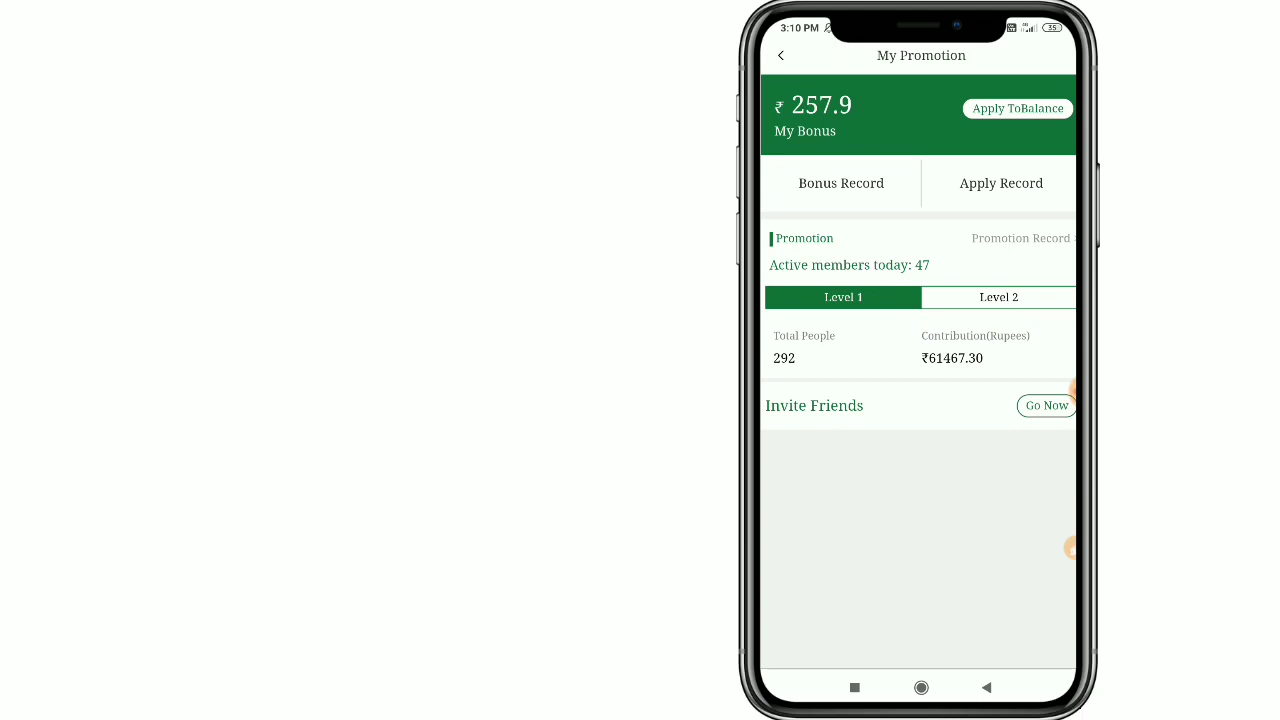 3:10 PM
35
My Promotion
₹ 257.9
Apply ToBalance
My Bonus
Bonus Record
Apply Record
Promotion
Promotion Record >
Active members today: 47
Level 1
Level 2
Total People
Contribution(Rupees)
292
₹61467.30
Invite Friends
Go Now